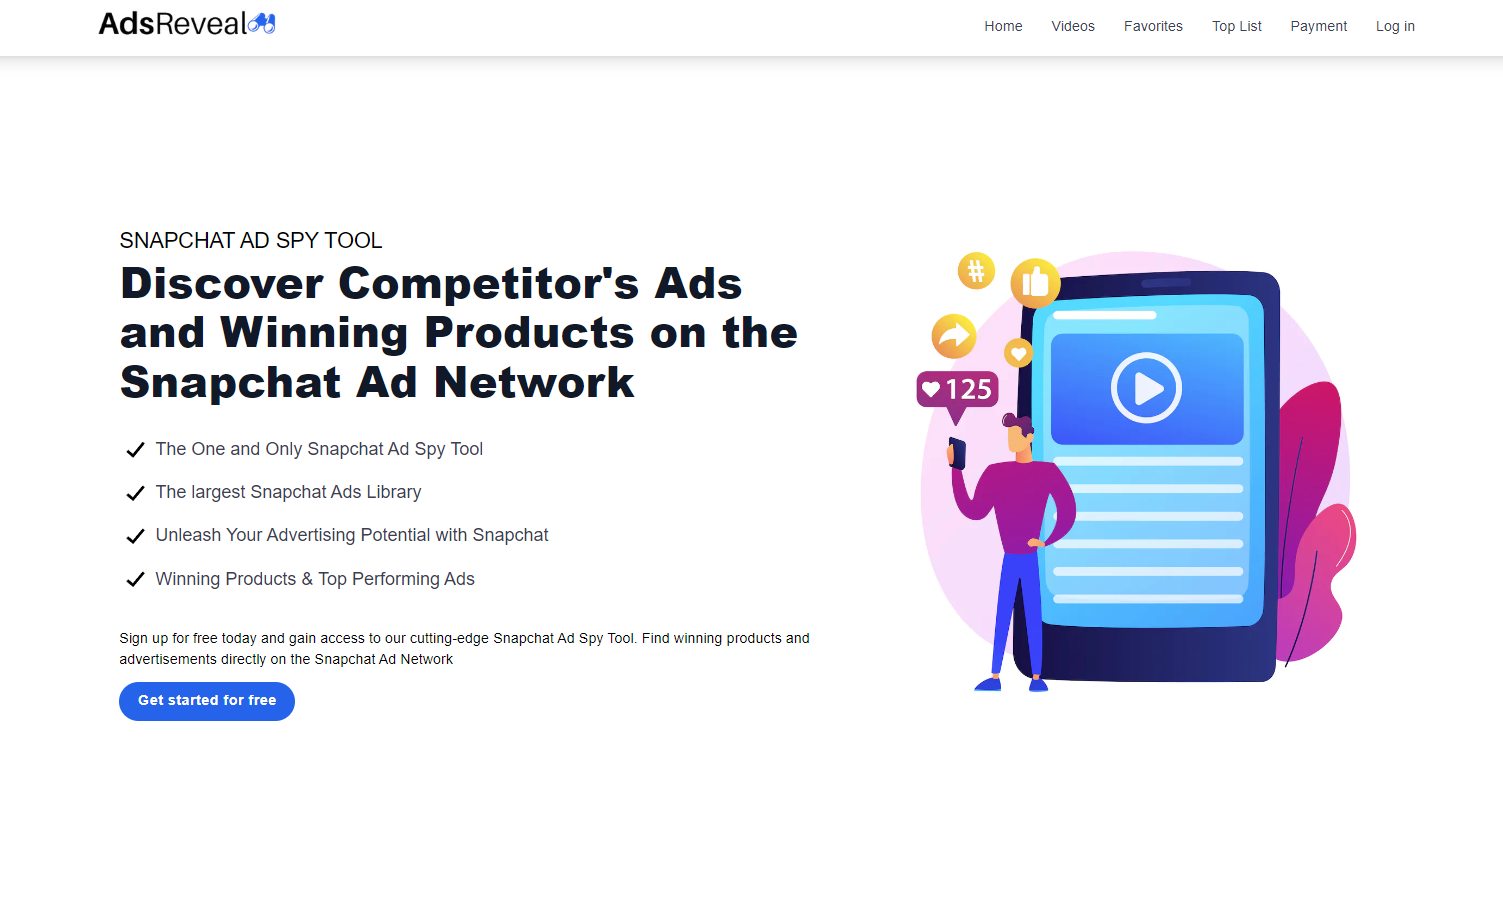 AdsReveal
Home Videos Favorites Top List Payment Log in
SNAPCHAT AD SPY TOOL
Discover Competitor's Ads
and Winning Products on the
Snapchat Ad Network
The One and Only Snapchat Ad Spy Tool
The largest Snapchat Ads Library
Unleash Your Advertising Potential with Snapchat
Winning Products & Top Performing Ads
Sign up for free today and gain access to our cutting-edge Snapchat Ad Spy Tool. Find winning products and
advertisements directly on the Snapchat Ad Network
Get started for free
#
125